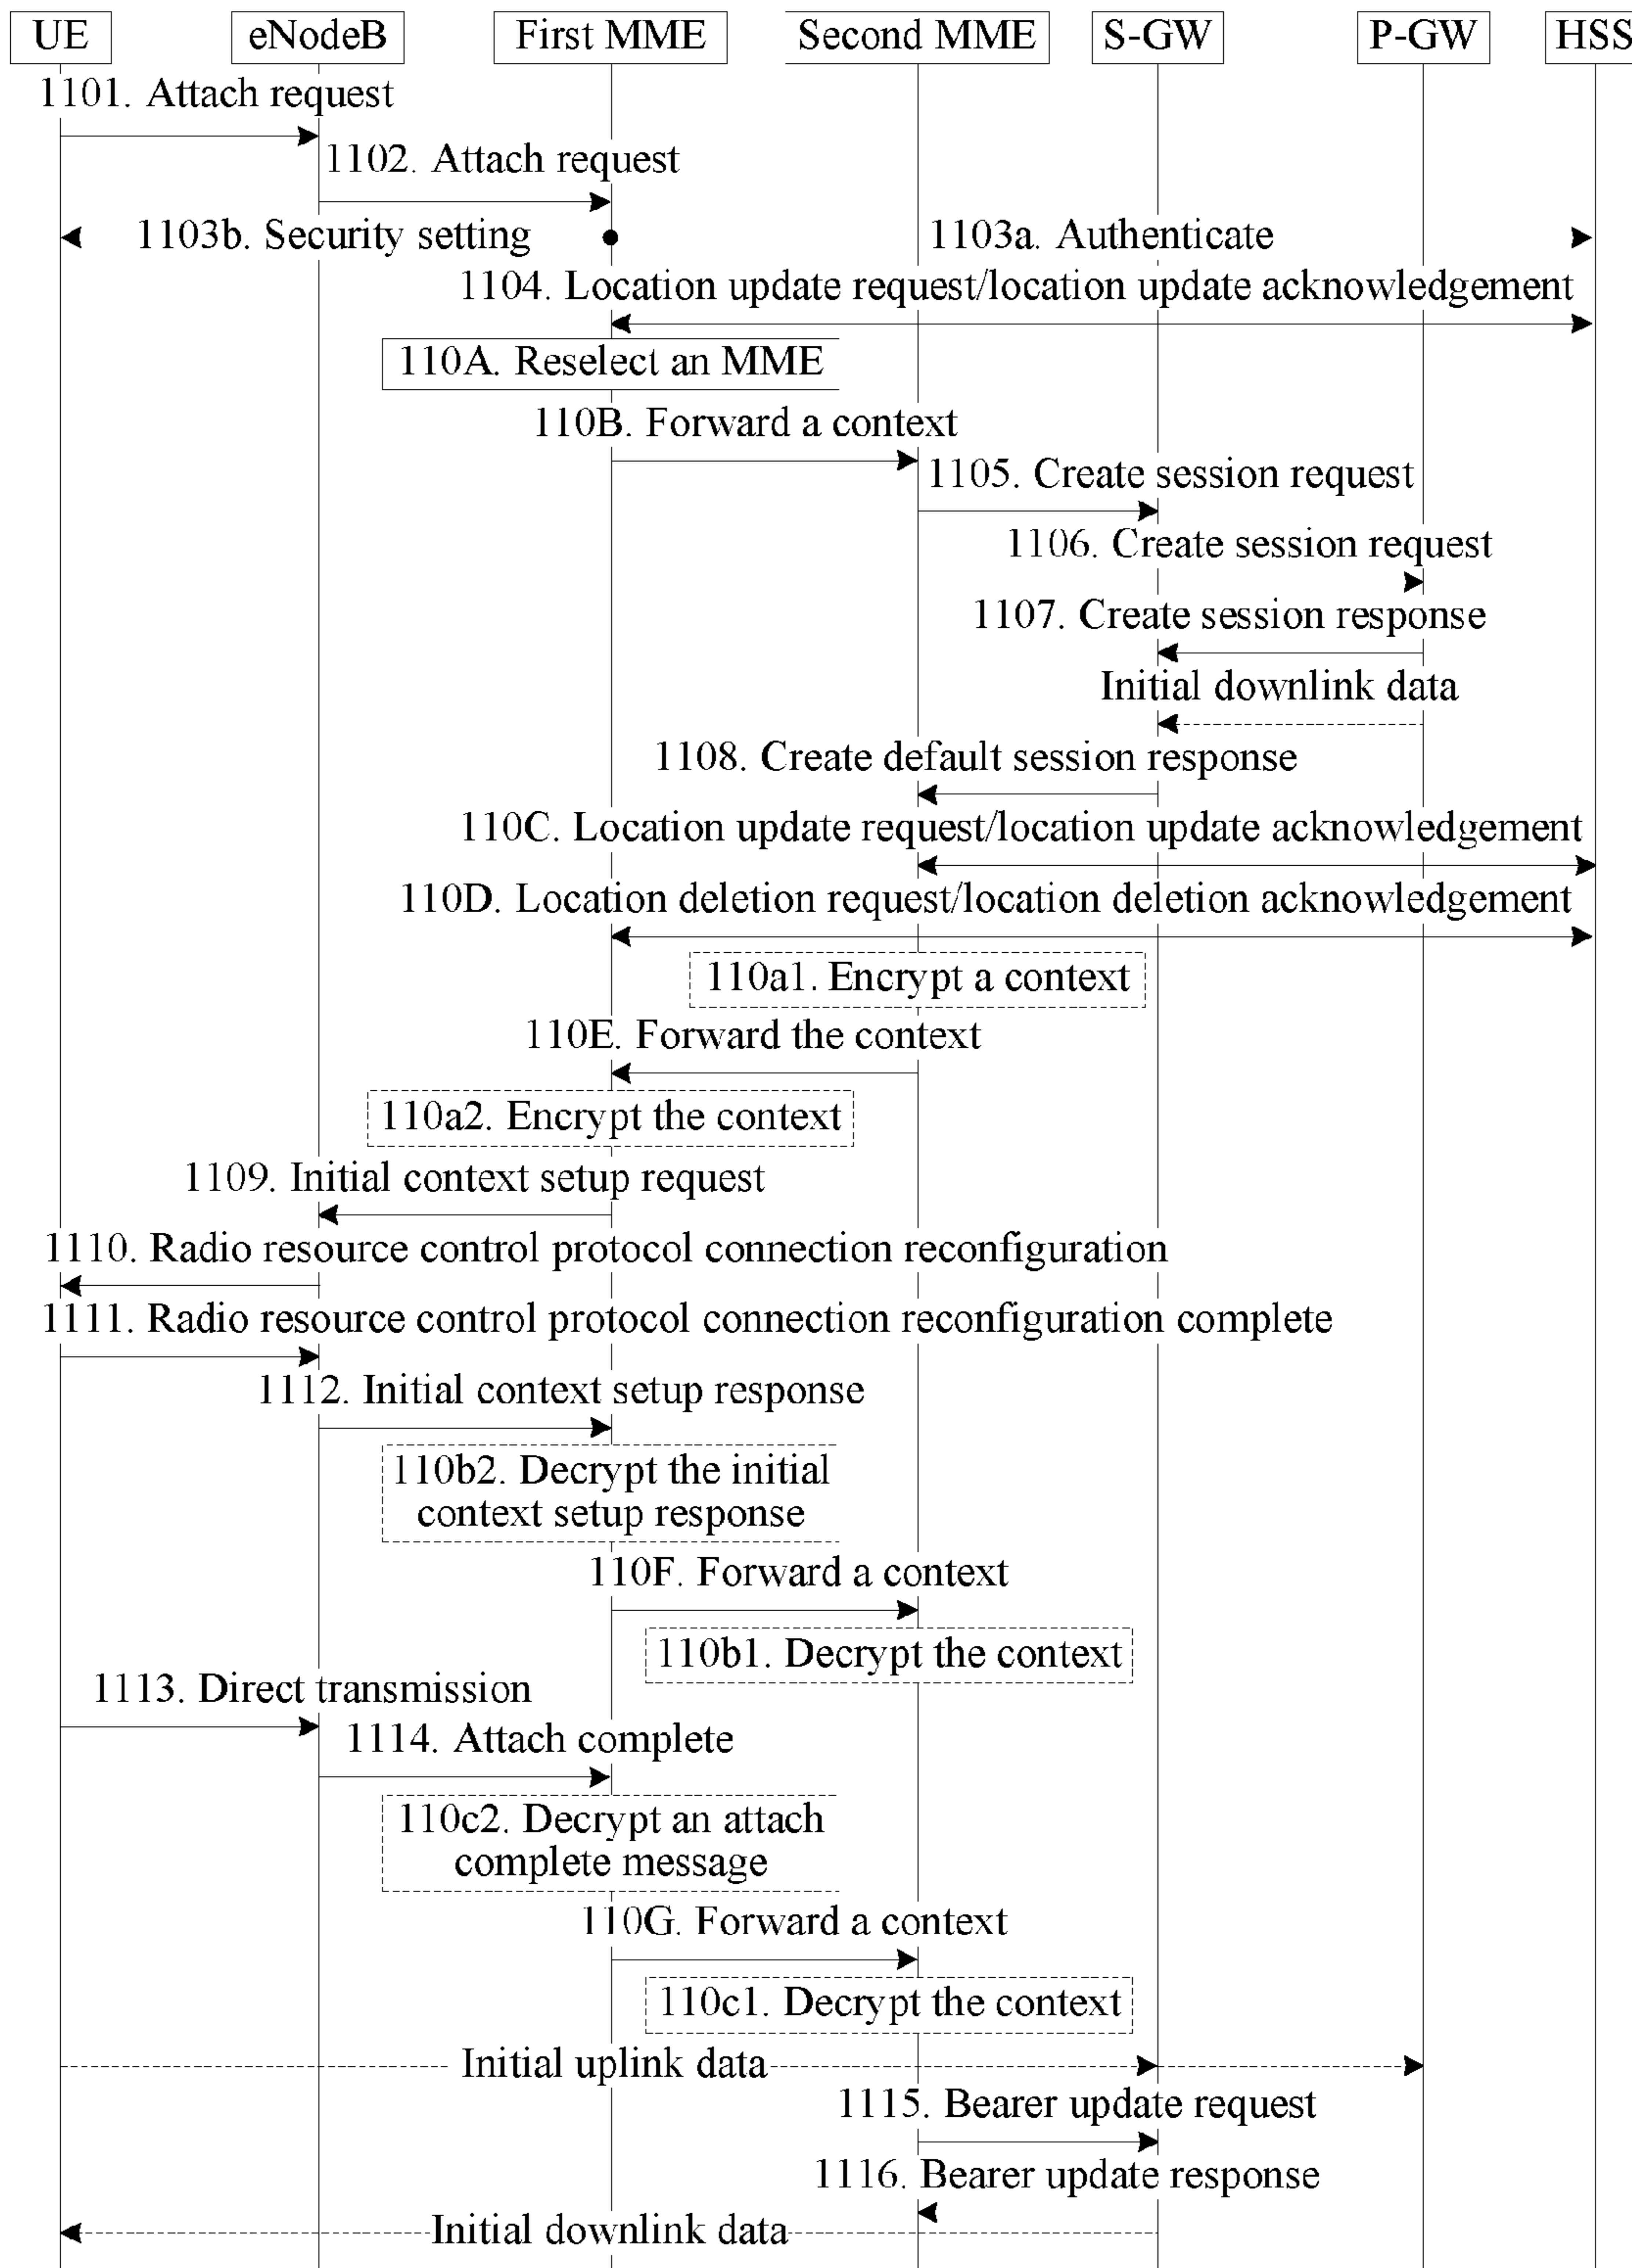 UE eNodeB First MME Second MME S-GW P-GW HSS
1101. Attach request
1102. Attach request
1103b. Security setting 1103a. Authenticate
1104. Location update request/location update acknowledgement
110A. Reselect an MME
110B. Forward a context
1105. Create session request
1106. Create session request
1107. Create session response
Initial downlink data
1108. Create default session response
110C. Location update request/location update acknowledgement
110D. Location deletion request/location deletion acknowledgement
110a1. Encrypt a context
110E. Forward the context
110a2. Encrypt the context
1109. Initial context setup request
1110. Radio resource control protocol connection reconfiguration
1111. Radio resource control protocol connection reconfiguration complete
1112. Initial context setup response
110b2. Decrypt the initial
context setup response
110F. Forward a context
110b1. Decrypt the context
1113. Direct transmission
1114. Attach complete
110c2. Decrypt an attach
complete message
110G. Forward a context
110c1. Decrypt the context
Initial uplink data
1115. Bearer update request
1116. Bearer update response
Initial downlink data